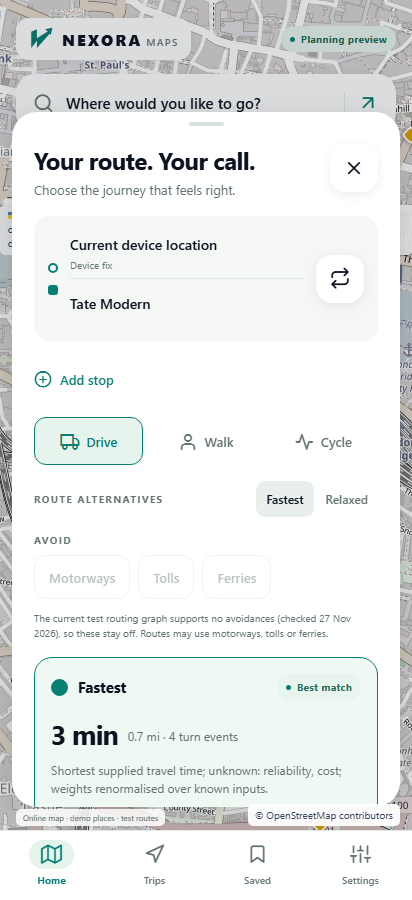 NEXORA MAPS
Planning preview
St. Paul's
Where would you like to go?
Your route. Your call.
Choose the journey that feels right.
Current device location
Device fix
Tate Modern
Add stop
Drive
Walk
Cycle
ROUTE ALTERNATIVES
Fastest
Relaxed
AVOID
Motorways
Tolls
Ferries
The current test routing graph supports no avoidances (checked 27 Nov
2026), so these stay off. Routes may use motorways, tolls or ferries.
Fastest
Best match
3 min
0.7 mi · 4 turn events
Shortest supplied travel time; unknown: reliability, cost;
weights renormalised over known inputs.
County Street
Online map · demo places · test routes
© OpenStreetMap contributors
Home
Trips
Saved
Settings